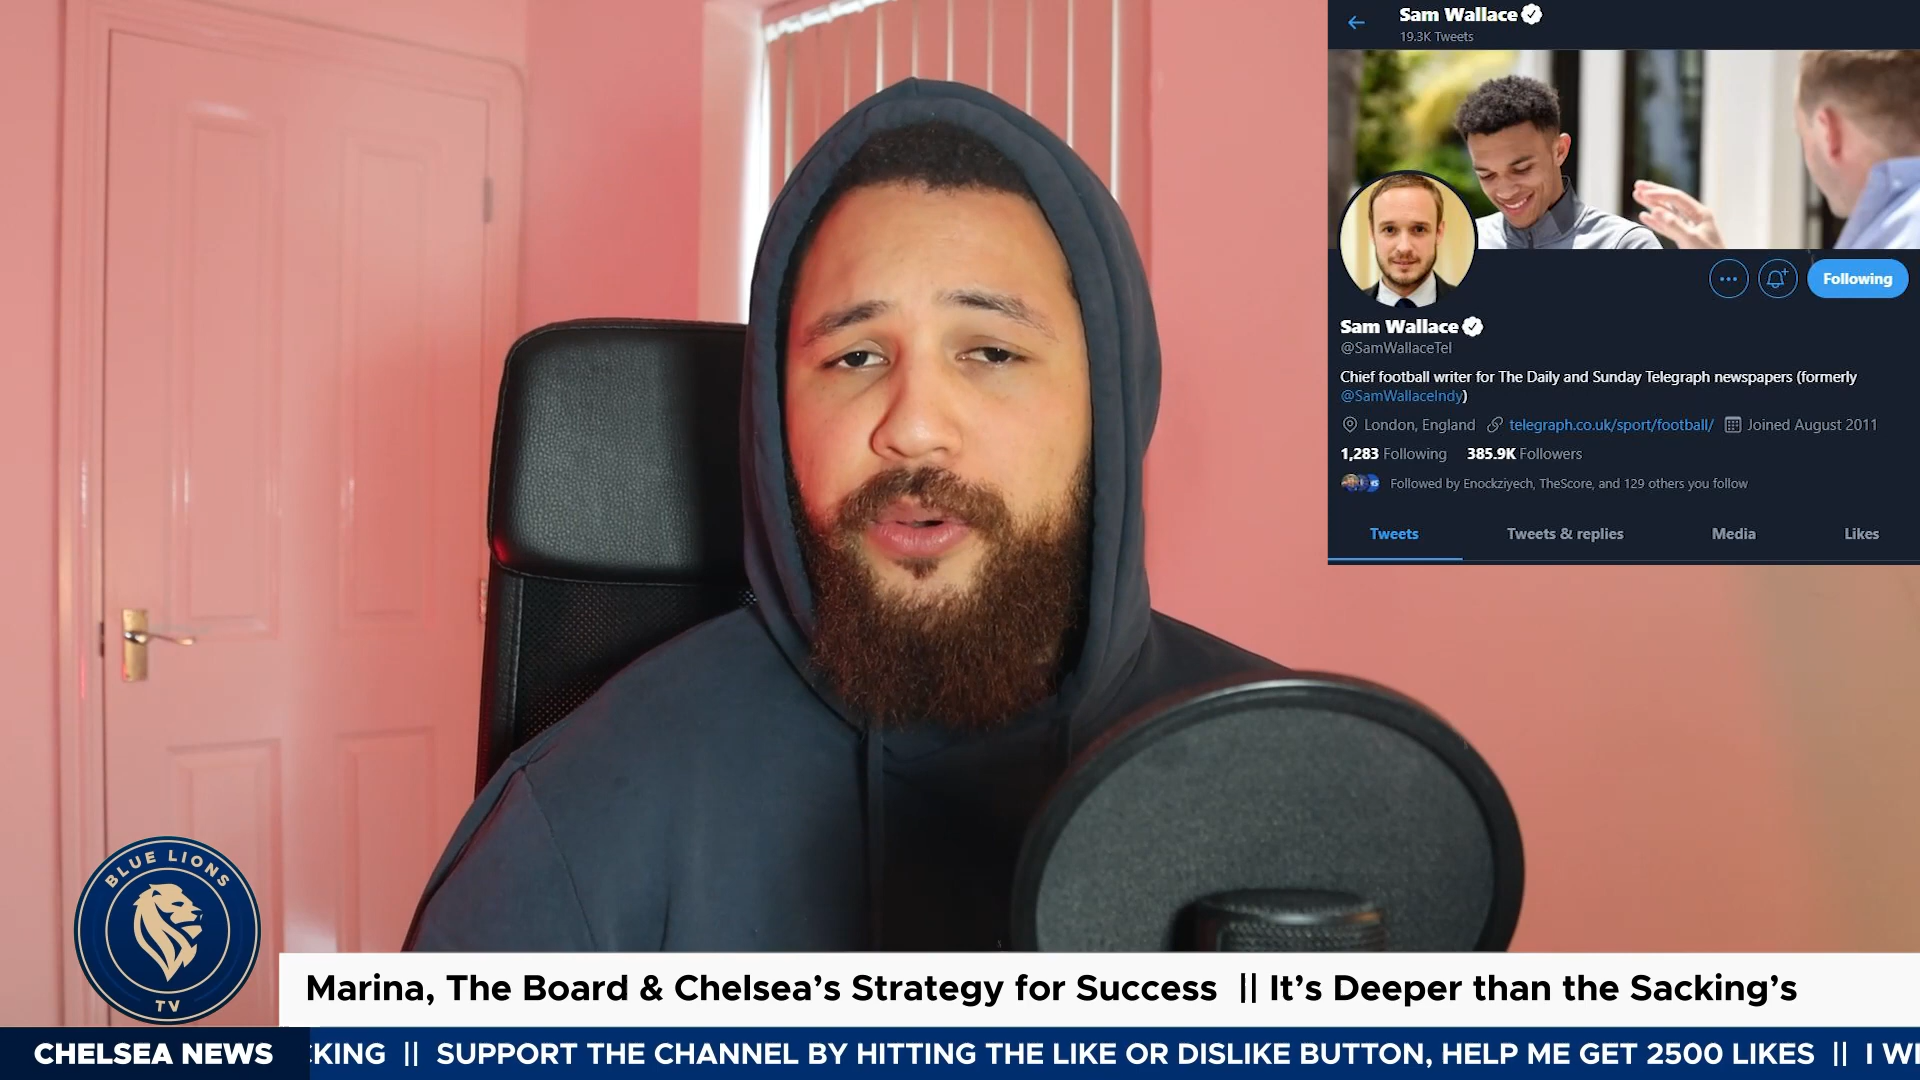 Sam Wallace
19.3K Tweets
Following
Sam Wallace
@SamWallaceTel
Chief football writer for The Daily and Sunday Telegraph newspapers (formerly
@SamWallaceIndy)
London, England telegraph.co.uk/sport/football/ Joined August 2011
1,283 Following 385.9K Followers
Followed by Enockziyech, TheScore, and 129 others you follow
Tweets Tweets & replies Media Likes
BLUE LIONS
TV
Marina, The Board & Chelsea’s Strategy for Success || It’s Deeper than the Sacking’s
CHELSEA NEWS KING || SUPPORT THE CHANNEL BY HITTING THE LIKE OR DISLIKE BUTTON, HELP ME GET 2500 LIKES || I WI